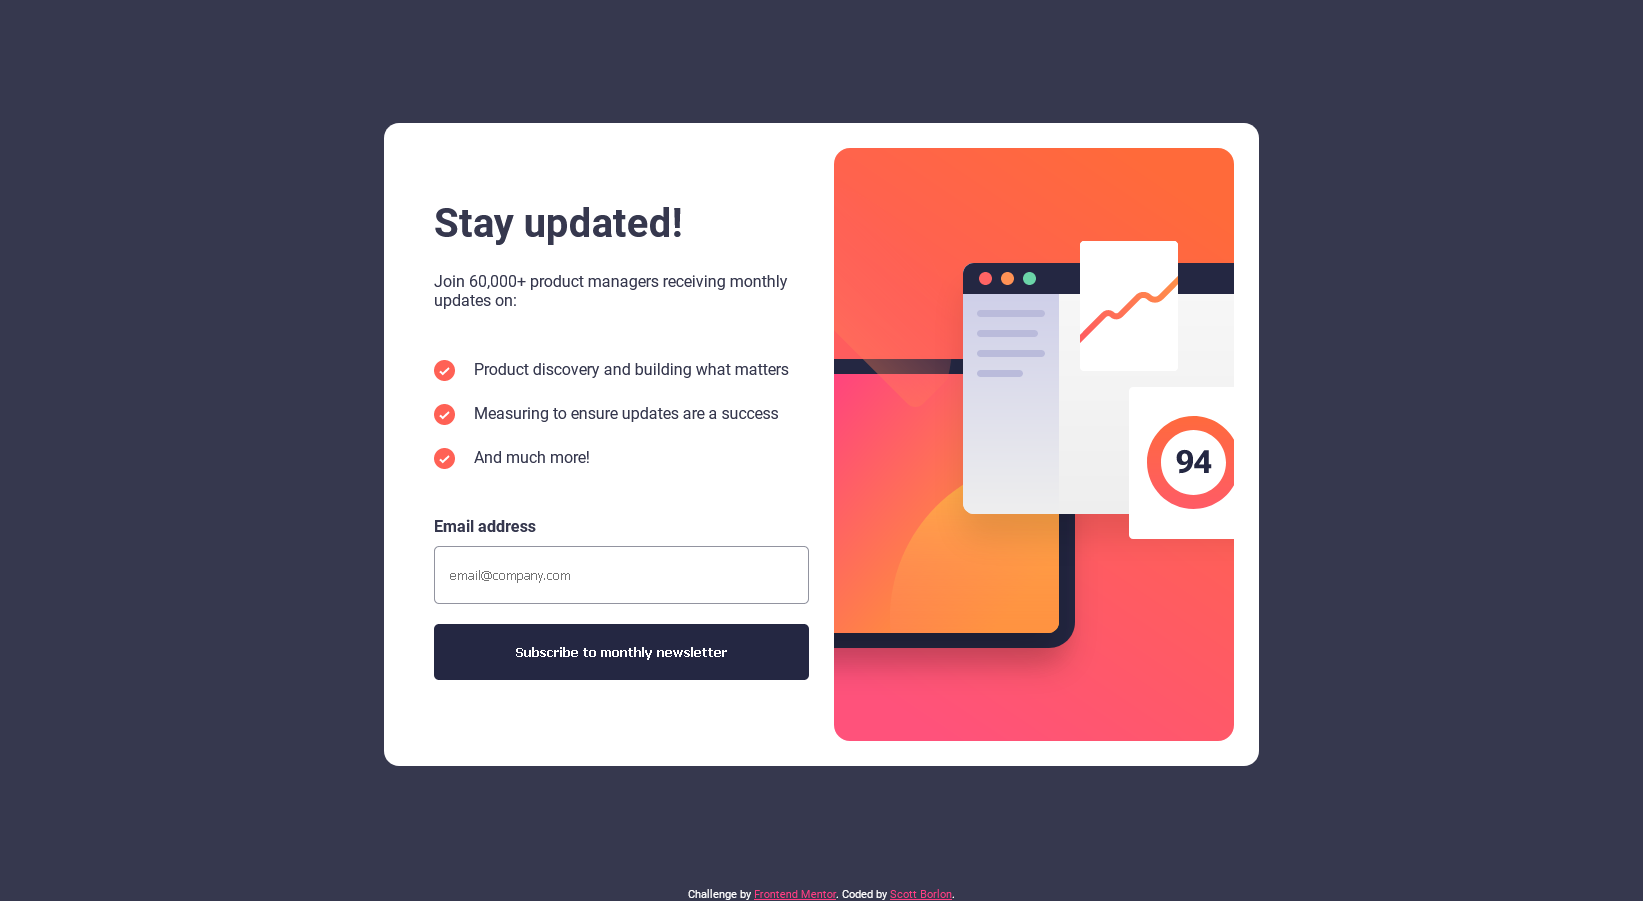 Stay updated!
Join 60,000+ product managers receiving monthly
updates on:
Product discovery and building what matters
Measuring to ensure updates are a success
And much more!
Email address
email@company.com
Subscribe to monthly newsletter
94
Challenge by Frontend Mentor. Coded by Scott Borlon.